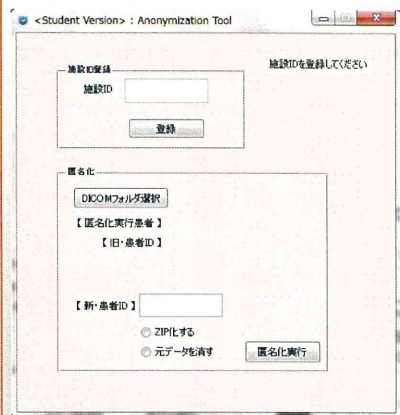 <Student Version> : Anonymization Tool
施設IDを登録してください
施設ID登録
施設ID
登録
匿名化
DICOMフォルダ選択
【 匿名化実行患者 】
【 旧・患者ID 】
【 新・患者ID 】
ZIP化する
元データを消す
匿名化実行